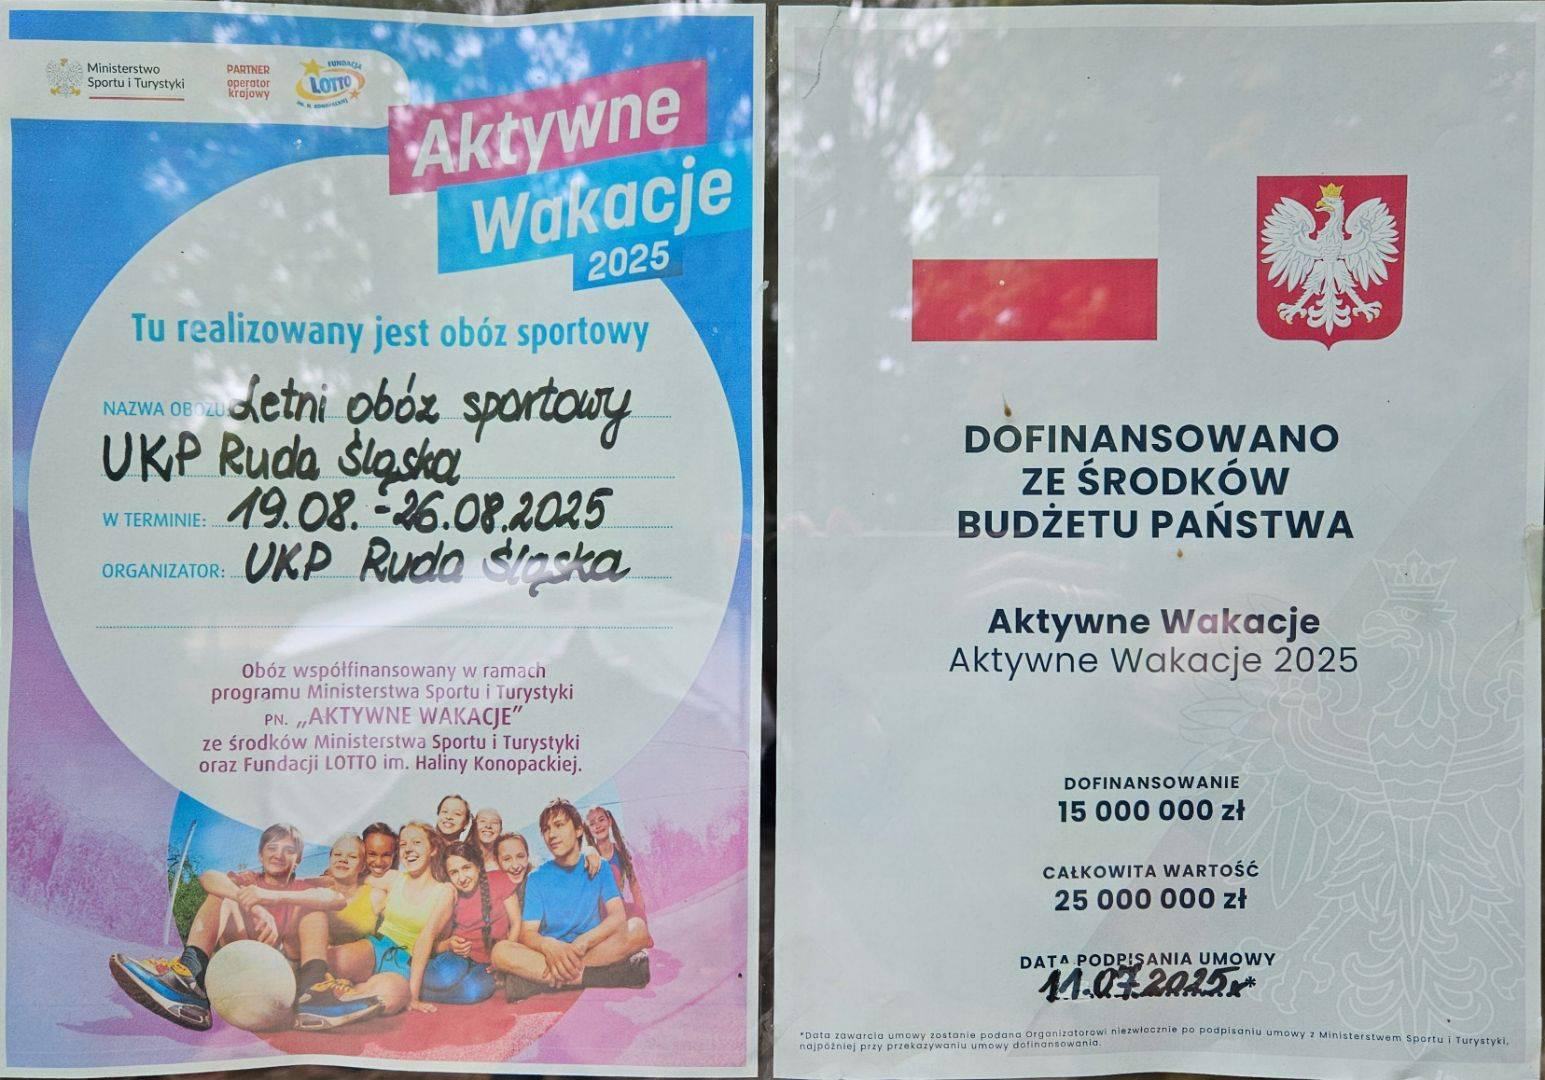 Ministerstwo
Sportu i Turystyki
PARTNER
operator
krajowy
FUNDACJA
LOTTO
im. H. KONOPACKIEJ
Aktywne
Wakacje
2025
Tu realizowany jest obóz sportowy
NAZWA OBOZU: Letni obóz sportowy
UKP Ruda Śląska
W TERMINIE: 19.08.-26.08.2025
ORGANIZATOR: UKP Ruda Śląska
Obóz współfinansowany w ramach
programu Ministerstwa Sportu i Turystyki
PN. „AKTYWNE WAKACJE”
ze środków Ministerstwa Sportu i Turystyki
oraz Fundacji LOTTO im. Haliny Konopackiej.
DOFINANSOWANO
ZE ŚRODKÓW
BUDŻETU PAŃSTWA
Aktywne Wakacje
Aktywne Wakacje 2025
DOFINANSOWANIE
15 000 000 zł
CAŁKOWITA WARTOŚĆ
25 000 000 zł
DATA PODPISANIA UMOWY
11.07.2025r*
*Data zawarcia umowy zostanie podana Organizatorowi niezwłocznie po podpisaniu umowy z Ministerstwem Sportu i Turystyki,
najpóźniej przy przekazywaniu umowy dofinansowania.